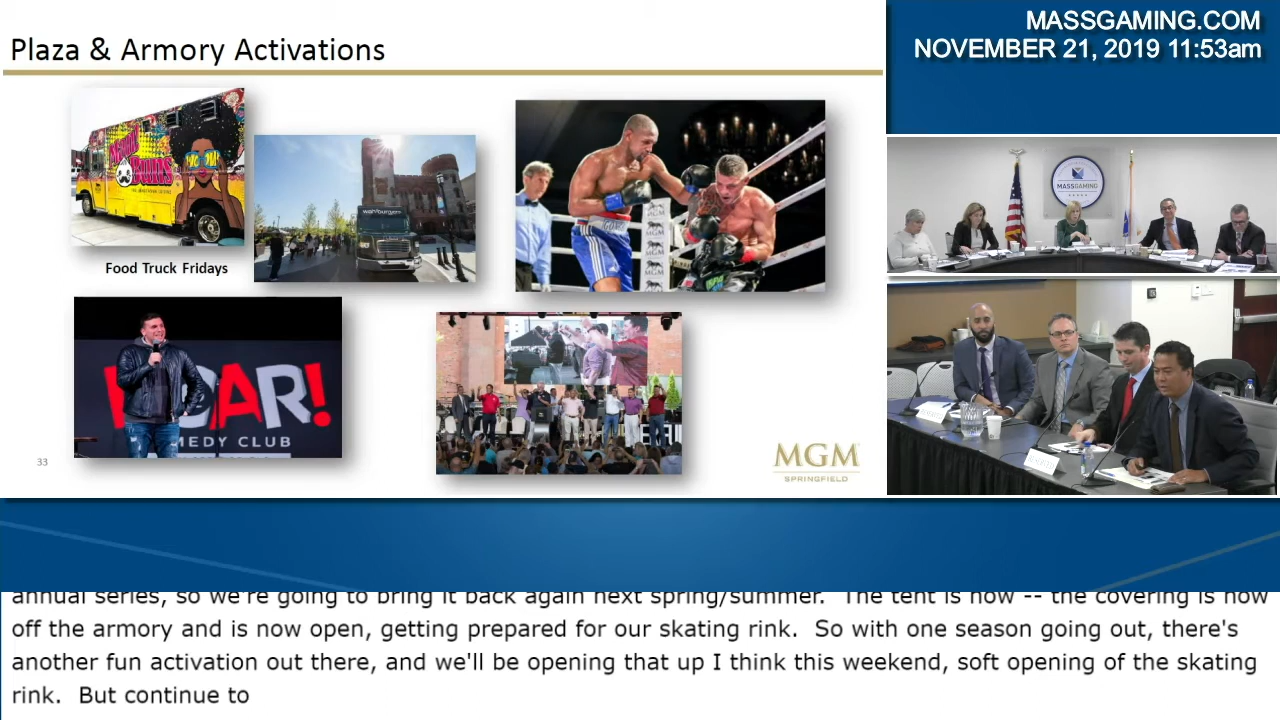 Plaza & Armory Activations
MASSGAMING.COM
NOVEMBER 21, 2019 11:53am
MASSGAMING
wahlburgers
MGM
Food Truck Fridays
ROAR!
MEDY CLUB
33
MGM
SPRINGFIELD
annual series, so we're going to bring it back again next spring/summer. The tent is now -- the covering is now
off the armory and is now open, getting prepared for our skating rink. So with one season going out, there's
another fun activation out there, and we'll be opening that up I think this weekend, soft opening of the skating
rink. But continue to